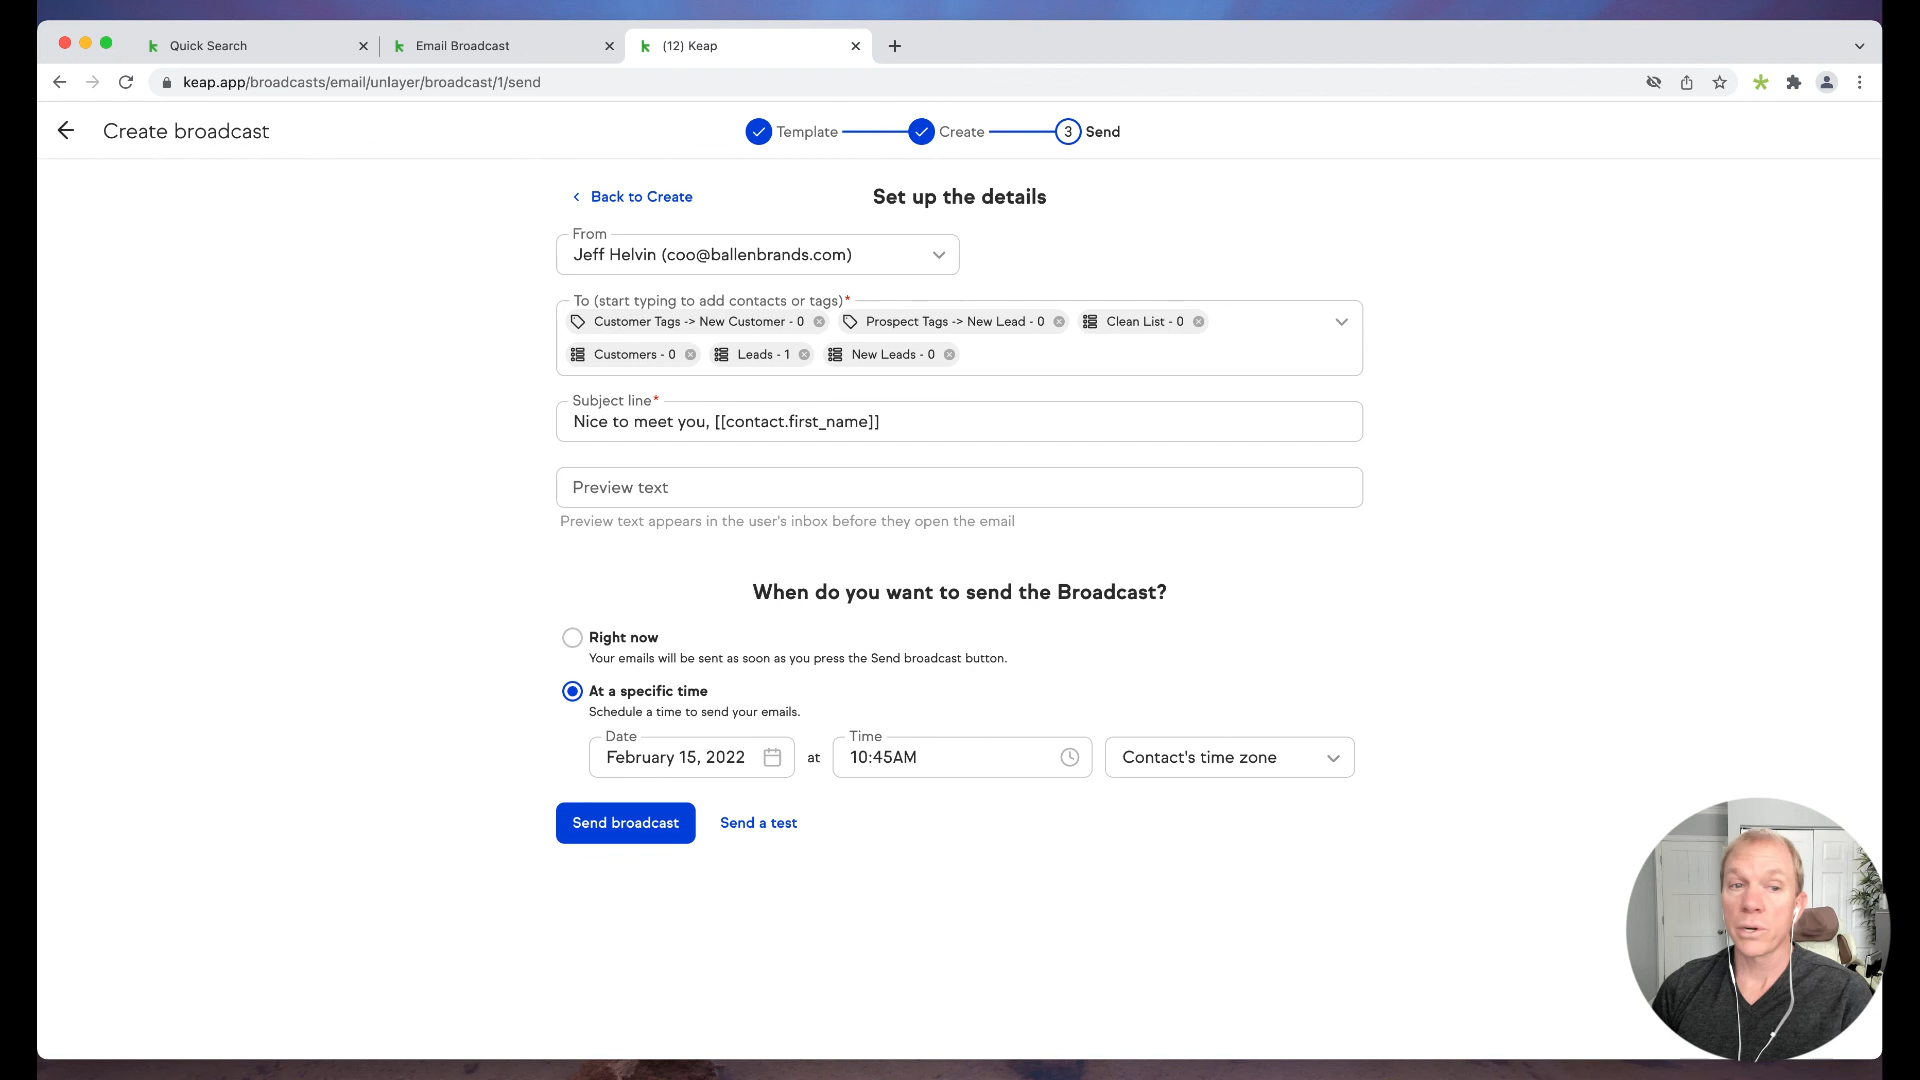 Quick Search
Email Broadcast
(12) Keap
keap.app/broadcasts/email/unlayer/broadcast/1/send
Create broadcast
Template
Create
3 Send
Back to Create
Set up the details
From
Jeff Helvin (coo@ballenbrands.com)
To (start typing to add contacts or tags)*
Customer Tags -> New Customer - 0
Prospect Tags -> New Lead - 0
Clean List - 0
Customers - 0
Leads - 1
New Leads - 0
Subject line*
Nice to meet you, [[contact.first_name]]
Preview text
Preview text appears in the user's inbox before they open the email
When do you want to send the Broadcast?
Right now
Your emails will be sent as soon as you press the Send broadcast button.
At a specific time
Schedule a time to send your emails.
Date
February 15, 2022
at
Time
10:45AM
Contact's time zone
Send broadcast
Send a test